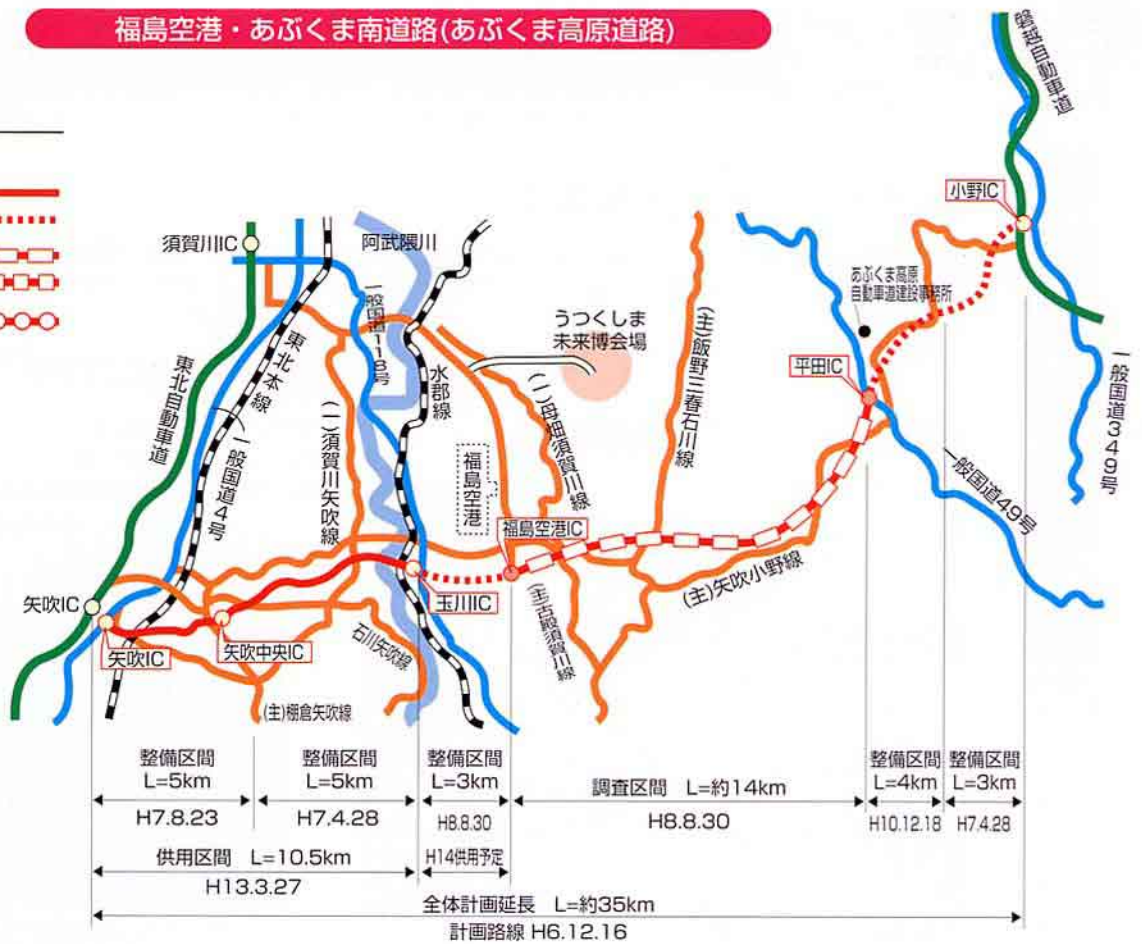 福島空港・あぶくま南道路(あぶくま高原道路)
磐越自動車道
小野IC
須賀川IC
阿武隈川
あぶくま高原
自動車道建設事務所
うつくしま
未来博会場
一般国道118号
東北本線
水郡線
(主)飯野三春石川線
平田IC
東北自動車道
一般国道4号
(一)須賀川矢吹線
(一)母畑須賀川線
一般国道349号
福島空港
一般国道49号
福島空港IC
(主)矢吹小野線
矢吹IC
玉川IC
(主)古殿須賀川線
矢吹IC
矢吹中央IC
石川矢吹線
(主)棚倉矢吹線
整備区間
L=5km
H7.8.23
整備区間
L=5km
H7.4.28
整備区間
L=3km
H8.8.30
調査区間 L=約14km
H8.8.30
整備区間
L=4km
H10.12.18
整備区間
L=3km
H7.4.28
供用区間 L=10.5km
H13.3.27
H14供用予定
全体計画延長 L=約35km
計画路線 H6.12.16